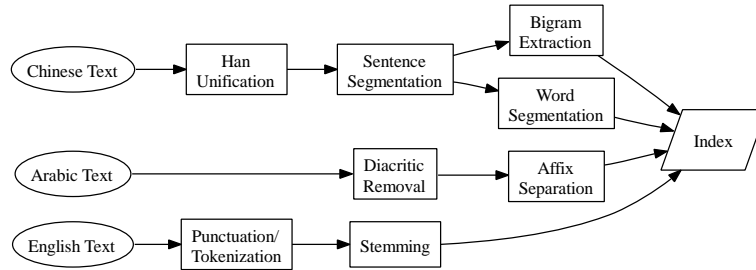 Chinese Text
Han
Unification
Sentence
Segmentation
Bigram
Extraction
Word
Segmentation
Index
Arabic Text
Diacritic
Removal
Affix
Separation
English Text
Punctuation/
Tokenization
Stemming